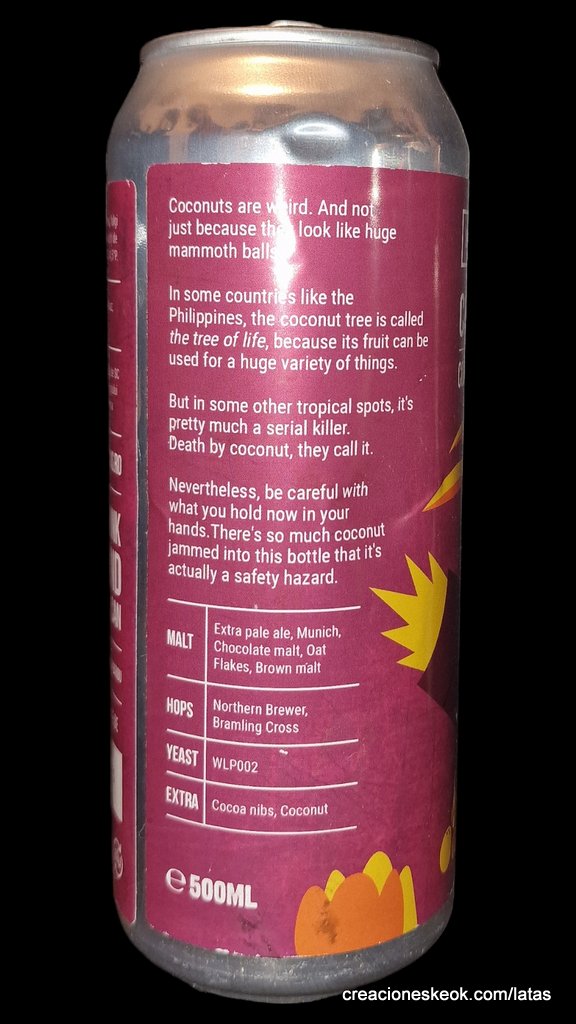 Coconuts are weird. And not
just because they look like huge
mammoth balls.
In some countries like the
Philippines, the coconut tree is called
the tree of life, because its fruit can be
used for a huge variety of things.
But in some other tropical spots, it's
pretty much a serial killer.
Death by coconut, they call it.
Nevertheless, be careful with
what you hold now in your
hands.There's so much coconut
jammed into this bottle that it's
actually a safety hazard.
MALT
Extra pale ale, Munich,
Chocolate malt, Oat
Flakes, Brown malt
HOPS
Northern Brewer,
Bramling Cross
YEAST
WLP002
EXTRA
Cocoa nibs, Coconut
e 500ML
creacioneskeok.com/latas